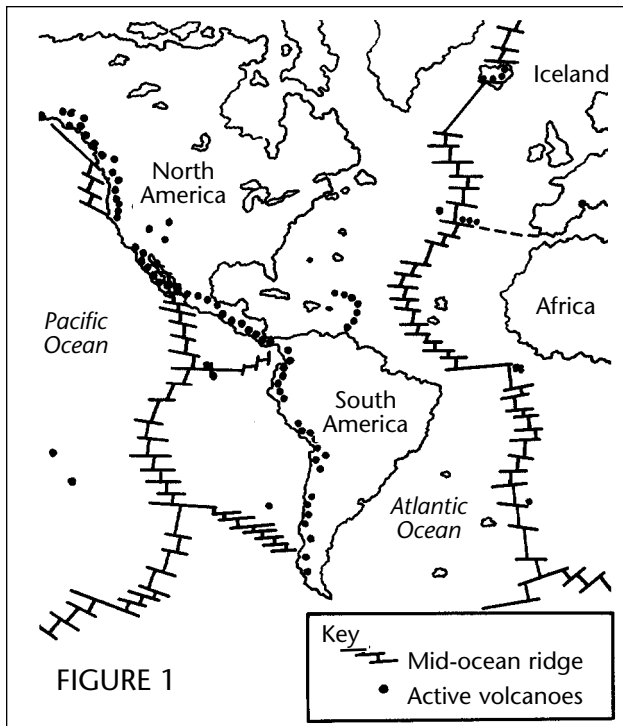 Iceland
North
America
Pacific
Ocean
Africa
South
America
Atlantic
Ocean
Key
Mid-ocean ridge
Active volcanoes
FIGURE 1